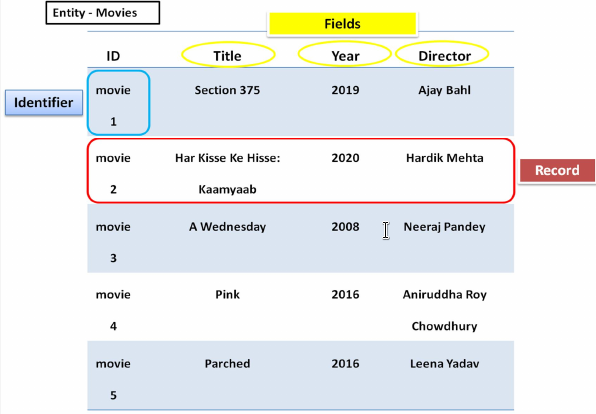 Entity - Movies
Fields
ID Title Year Director
Identifier
movie Section 375 2019 Ajay Bahl
1
movie Har Kisse Ke Hisse: 2020 Hardik Mehta
2 Kaamyaab
Record
movie A Wednesday 2008 Neeraj Pandey
3
movie Pink 2016 Aniruddha Roy
4 Chowdhury
movie Parched 2016 Leena Yadav
5